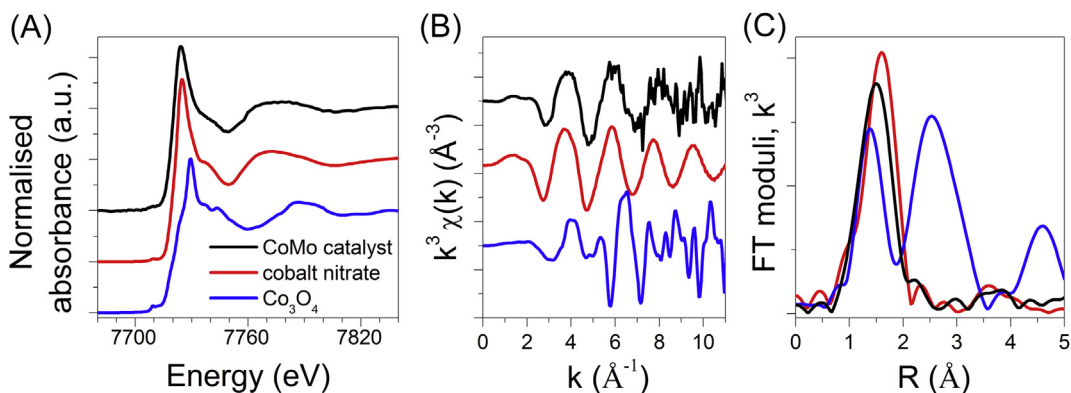 (A)
Normalised
absorbance (a.u.)
CoMo catalyst
cobalt nitrate
Co₃O₄
7700 7760 7820
Energy (eV)
(B)
k³ χ(k) (Å⁻³)
0 2 4 6 8 10
k (Å⁻¹)
(C)
FT moduli, k³
0 1 2 3 4 5
R (Å)